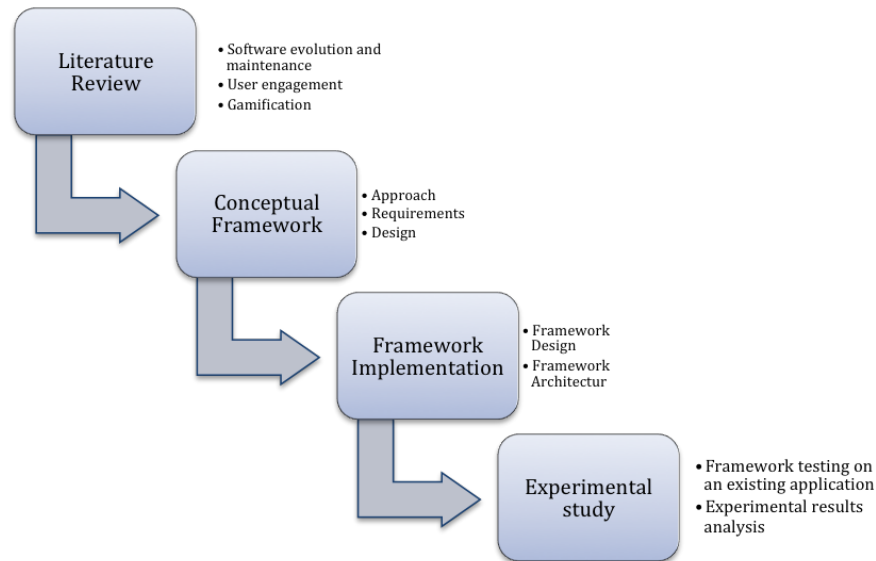 Literature
Review
• Software evolution and
maintenance
• User engagement
• Gamification
Conceptual
Framework
• Approach
• Requirements
• Design
Framework
Implementation
• Framework
Design
• Framework
Architectur
Experimental
study
• Framework testing on
an existing application
• Experimental results
analysis